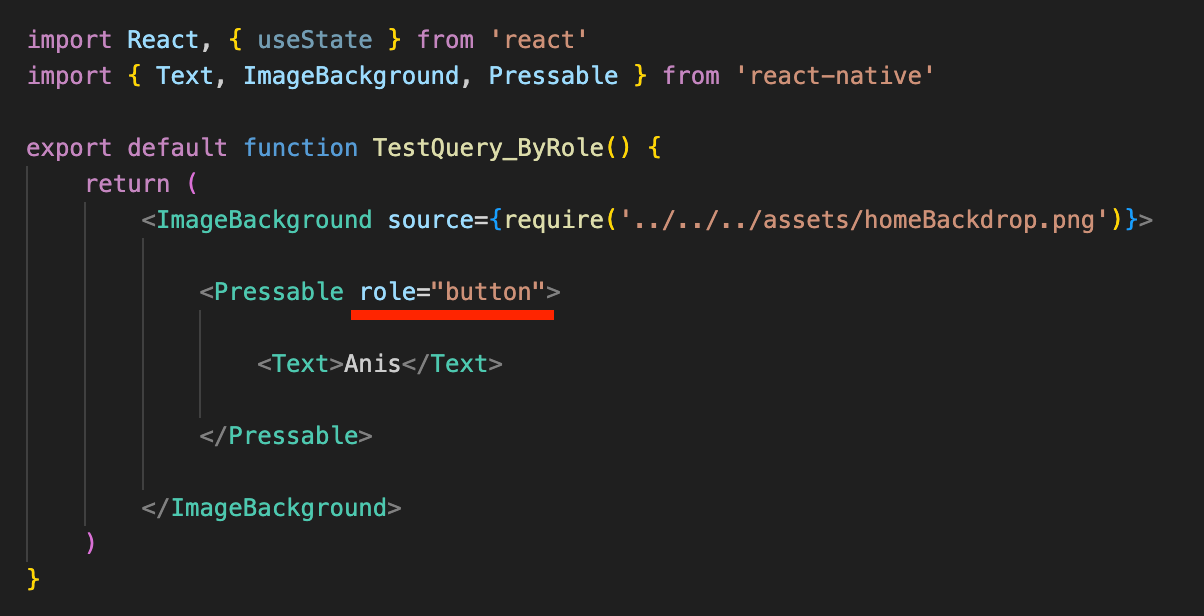 import React, { useState } from 'react'
import { Text, ImageBackground, Pressable } from 'react-native'
export default function TestQuery_ByRole() {
return (
<ImageBackground source={require('../../../assets/homeBackdrop.png')}>
<Pressable role="button">
<Text>Anis</Text>
</Pressable>
</ImageBackground>
)
}